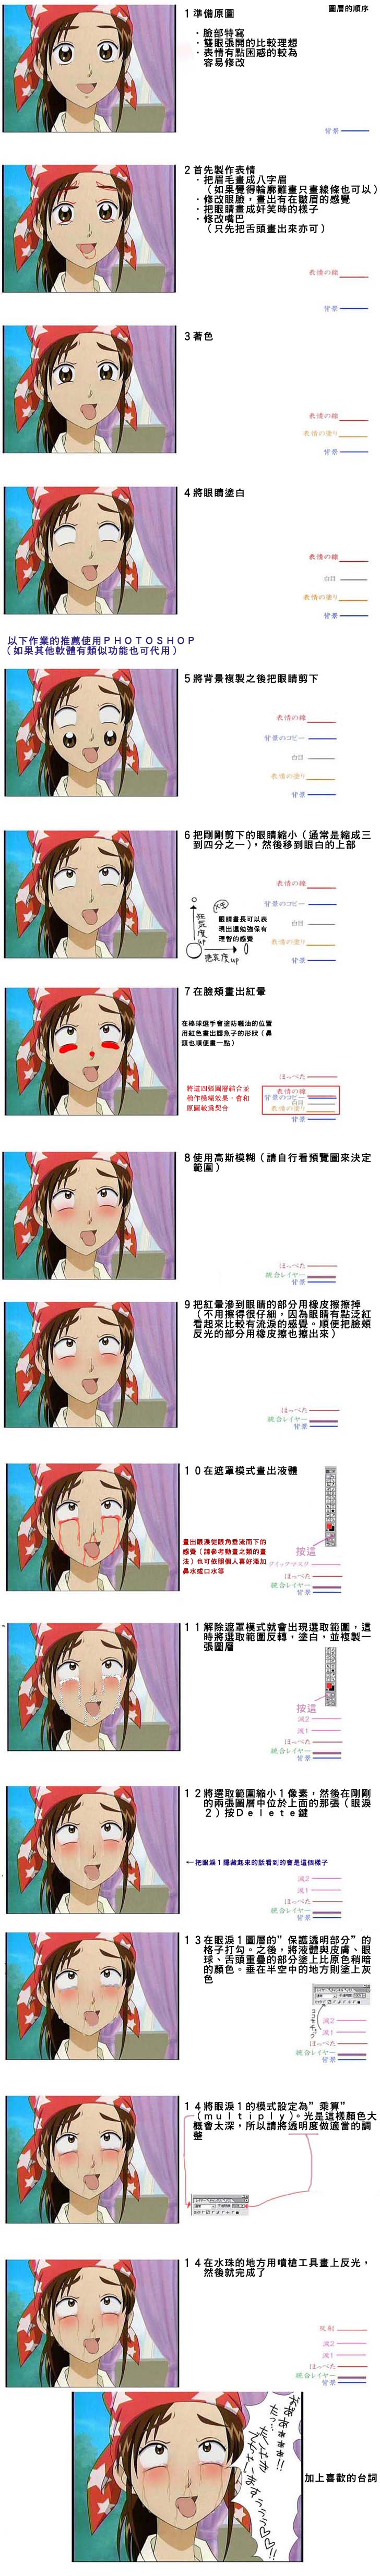 圖層的順序
1 準備原圖
・臉部特寫
・雙眼張開的比較理想
・表情有點困惑的較為
容易修改
背景
2 首先製作表情
・把眉毛畫成八字眉
（如果覺得輪廓難畫只畫線條也可以）
・修改眼臉，畫出有在皺眉的感覺
・把眼睛畫成奸笑時的樣子
・修改嘴巴
（只先把舌頭畫出來亦可）
表情の線
背景
3 著色
表情の線
表情の塗り
背景
4 將眼睛塗白
表情の線
白目
表情の塗り
背景
以下作業的推薦使用ＰＨＯＴＯＳＨＯＰ
（如果其他軟體有類似功能也可代用）
5 將背景複製之後把眼睛剪下
表情の線
背景のコピー
白目
表情の塗り
背景
6 把剛剛剪下的眼睛縮小（通常是縮成三
到四分之一），然後移到眼白的上部
眼睛畫長可以表
現出還勉強保有
理智的感覺
表情の線
背景のコピー
白目
表情の塗り
背景
7 在臉頰畫出紅暈
在棒球選手會塗防曬油的位置
用紅色畫出鱈魚子的形狀（鼻
頭也順便畫一點）
將這四張圖層結合並
稍作模糊效果，會和
原圖較為契合
ほっぺた
表情の線
背景のコピー
白目
表情の塗り
背景
8 使用高斯模糊（請自行看預覽圖來決定
範圍）
ほっぺた
統合レイヤー
背景
9 把紅暈滲到眼睛的部分用橡皮擦擦掉
（不用擦得很仔細，因為眼睛有點泛紅
看起來比較有流淚的感覺。順便把臉頰
反光的部分用橡皮擦也擦出來）
ほっぺた
統合レイヤー
背景
10 在遮罩模式畫出液體
畫出眼淚從眼角垂流而下的
感覺（請參考動畫之類的畫
法）也可依照個人喜好添加
鼻水或口水等
按這
クイックマスク
ほっぺた
統合レイヤー
背景
11 解除遮罩模式就會出現選取範圍，這
時將選取範圍反轉，塗白，並複製一
張圖層
按這
涙2
涙1
ほっぺた
統合レイヤー
背景
12 將選取範圍縮小１像素，然後在剛剛
的兩張圖層中位於上面的那張（眼淚
２）按Ｄｅｌｅｔｅ鍵
←把眼淚１隱藏起來的話看到的會是這個樣子
涙2
涙1
ほっぺた
統合レイヤー
背景
13 在眼淚１圖層的”保護透明部分”的
格子打勾。之後，將液體與皮膚、眼
球、舌頭重疊的部分塗上比原色稍暗
的顏色。垂在半空中的地方則塗上灰
色
涙2
涙1
ほっぺた
統合レイヤー
背景
14 將眼淚１的模式設定為”乘算”
（ｍｕｌｔｉｐｌｙ）。光是這樣顏色大
概會太深，所以請將透明度做適當的調
整
14 在水珠的地方用噴槍工具畫上反光，
然後就完成了
反射
涙2
涙1
ほっぺた
統合レイヤー
背景
加上喜歡的台詞